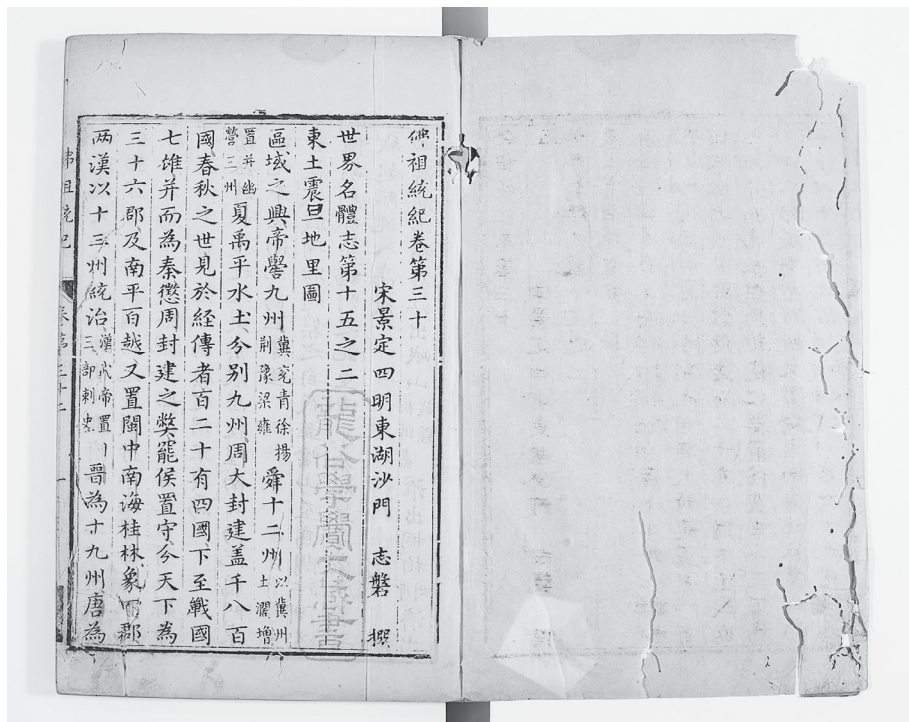 佛祖統紀卷第三十
宋景定四明東湖沙門 志磐 撰
世界名體志第十五之二
東土震旦地里圖
區域之興帝嚳九州冀兗青徐揚荆豫梁雍舜十二州以冀州土濶增
置并幽營三州夏禹平水土分别九州周大封建盖千八百
國春秋之世見於経傳者百二十有四國下至戰國
七雄并而為秦懲周封建之弊罷侯置守分天下為
三十六郡及南平百越又置閩中南海桂林象郡
兩漢以十三州統治漢武帝置三部刺史晉為十九州唐為